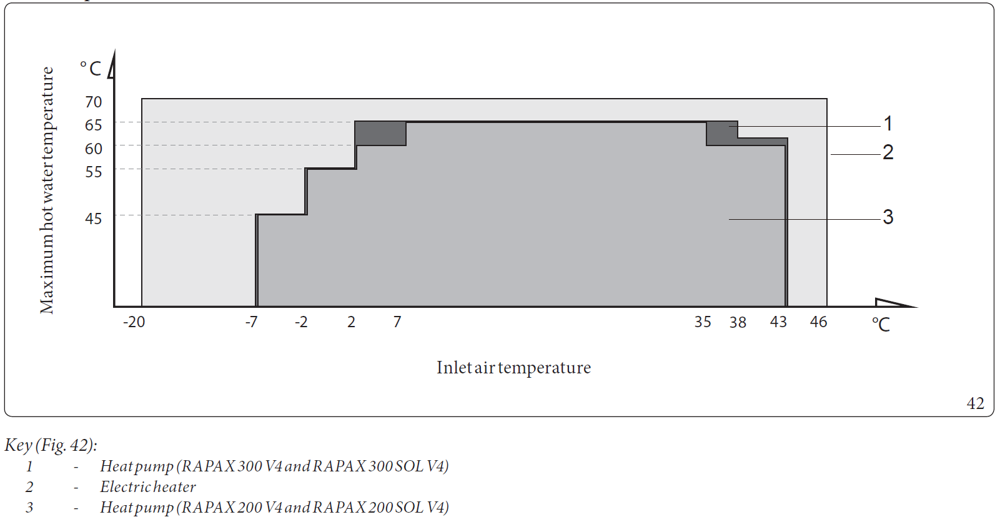 °C
70
65
60
55
45
Maximum hot water temperature
1
2
3
-20 -7 -2 2 7 35 38 43 46 °C
Inlet air temperature
42
Key (Fig. 42):
1 - Heat pump (RAPAX 300 V4 and RAPAX 300 SOL V4)
2 - Electric heater
3 - Heat pump (RAPAX 200 V4 and RAPAX 200 SOL V4)